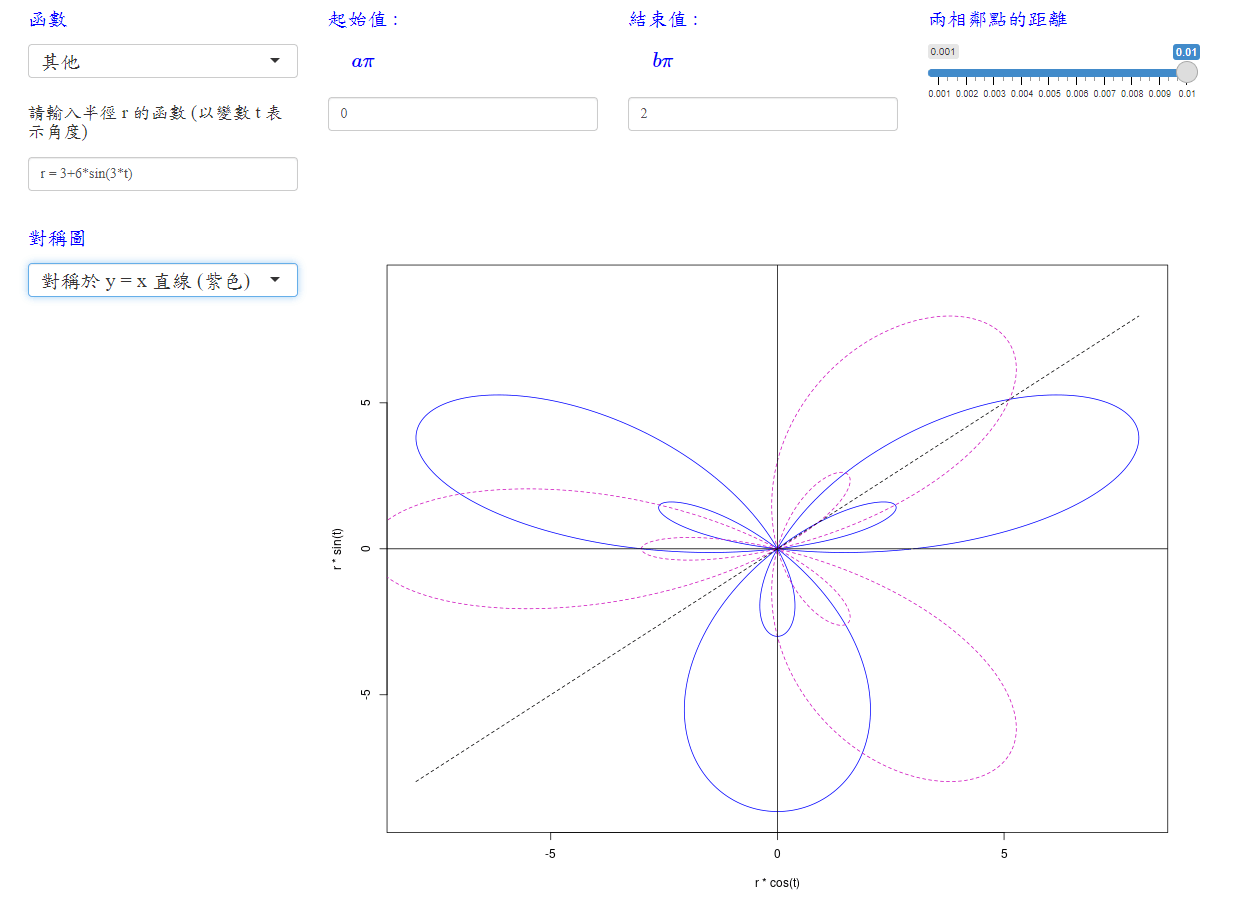 函數
其他
請輸入半徑 r 的函數 (以變數 t 表
示角度)
r = 3+6*sin(3*t)
對稱圖
對稱於 y = x 直線 (紫色)
起始值 :
aπ
0
結束值 :
bπ
2
兩相鄰點的距離
0.001
0.01
0.001 0.002 0.003 0.004 0.005 0.006 0.007 0.008 0.009 0.01
5
0
-5
r * sin(t)
-5 0 5
r * cos(t)